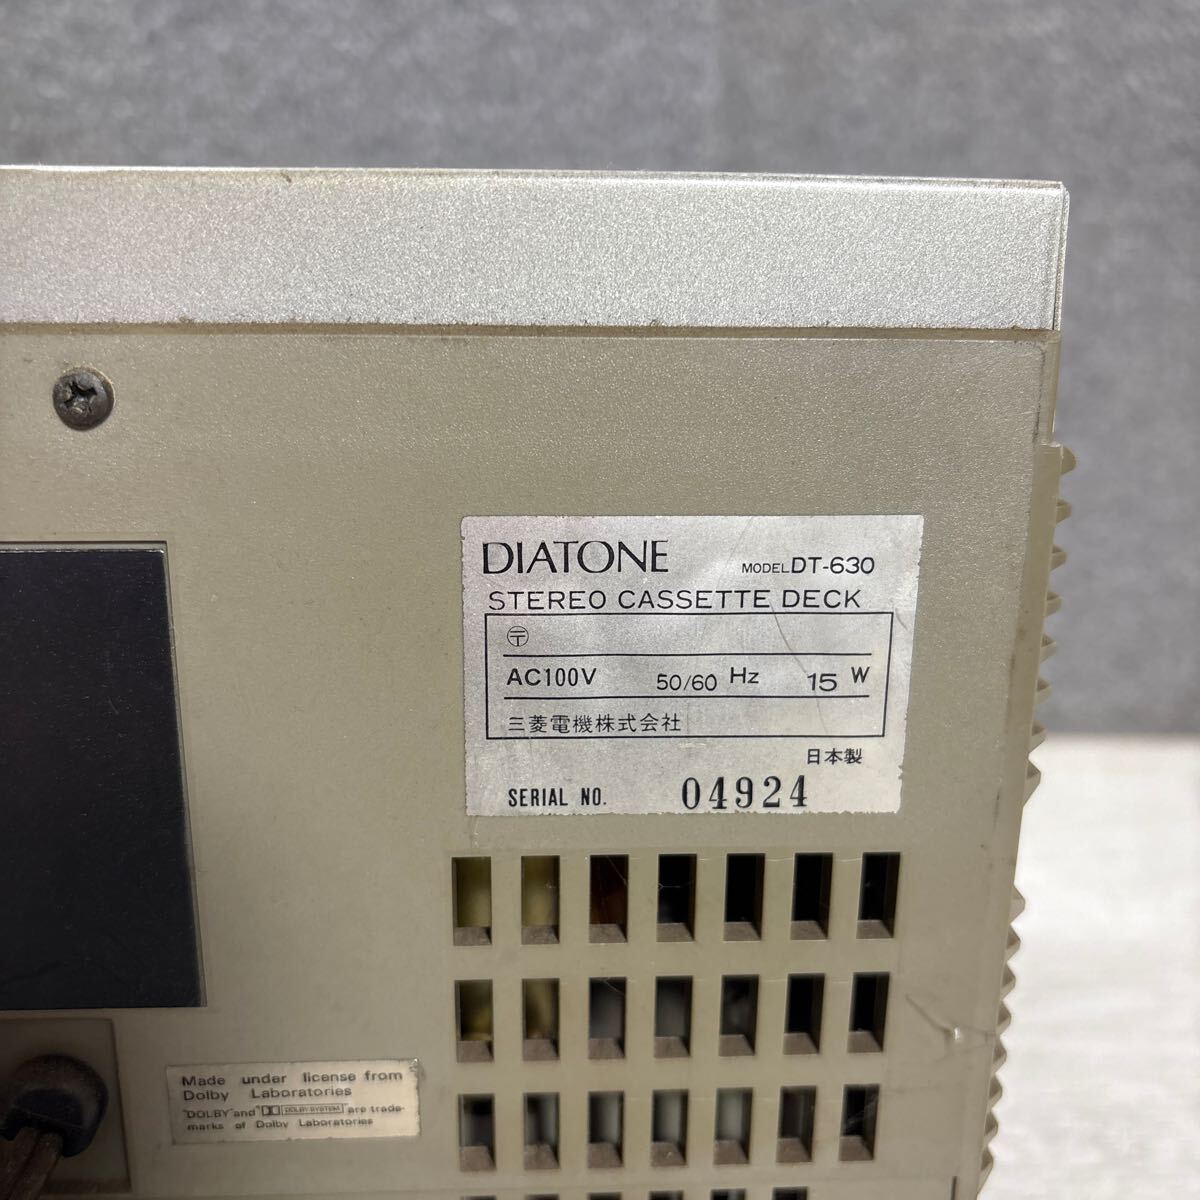 DIATONE MODEL DT-630
STEREO CASSETTE DECK
〒
AC100V 50/60 Hz 15 W
三菱電機株式会社
日本製
SERIAL NO. 04924
Made under license from
Dolby Laboratories
"DOLBY" and "DOLBY SYSTEM are trade-
marks of Dolby Laboratories